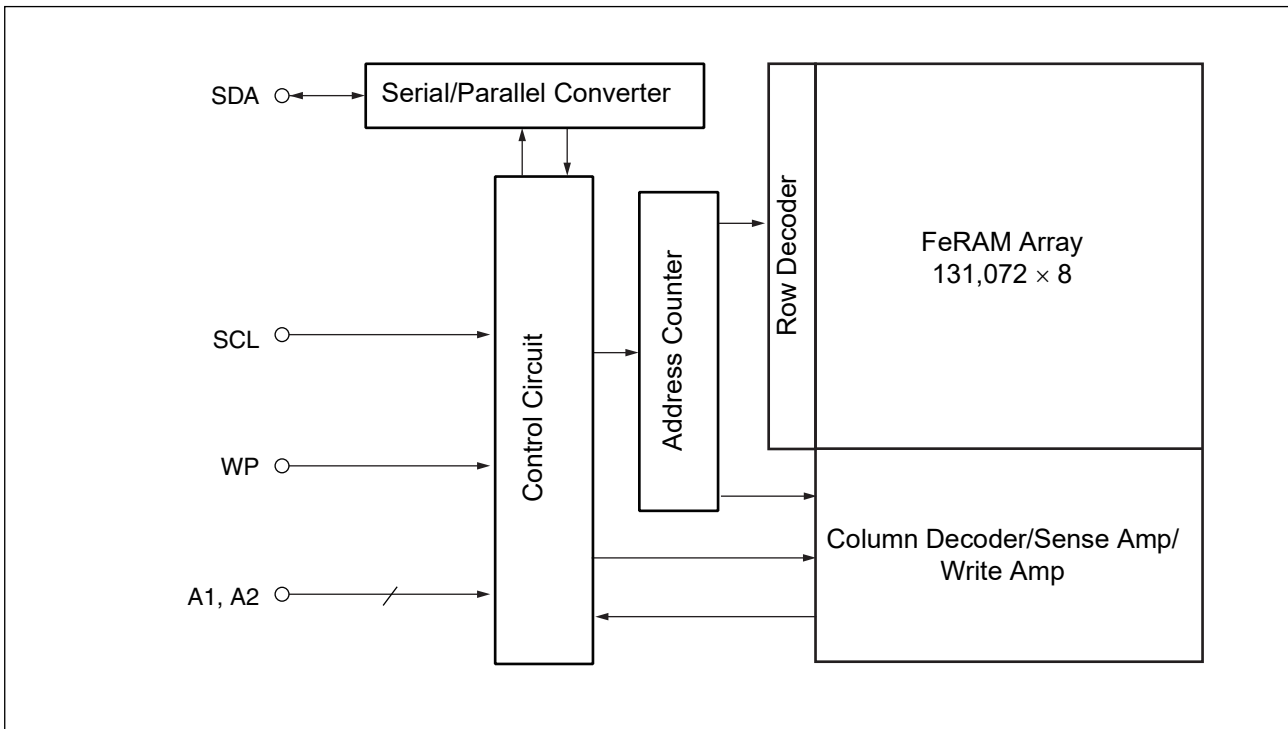 SDA
Serial/Parallel Converter
SCL
WP
A1, A2
Control Circuit
Address Counter
Row Decoder
FeRAM Array
131,072 × 8
Column Decoder/Sense Amp/
Write Amp